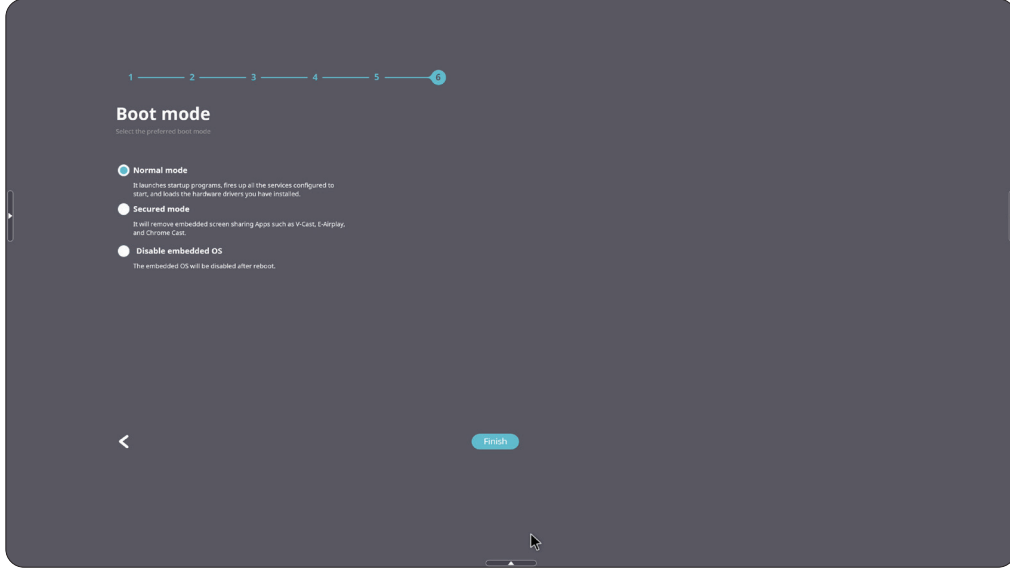 1 2 3 4 5 6
Boot mode
Select the preferred boot mode
Normal mode
It launches startup programs, fires up all the services configured to
start, and loads the hardware drivers you have installed.
Secured mode
It will remove embedded screen sharing Apps such as V-Cast, E-Airplay,
and Chrome Cast.
Disable embedded OS
The embedded OS will be disabled after reboot.
Finish